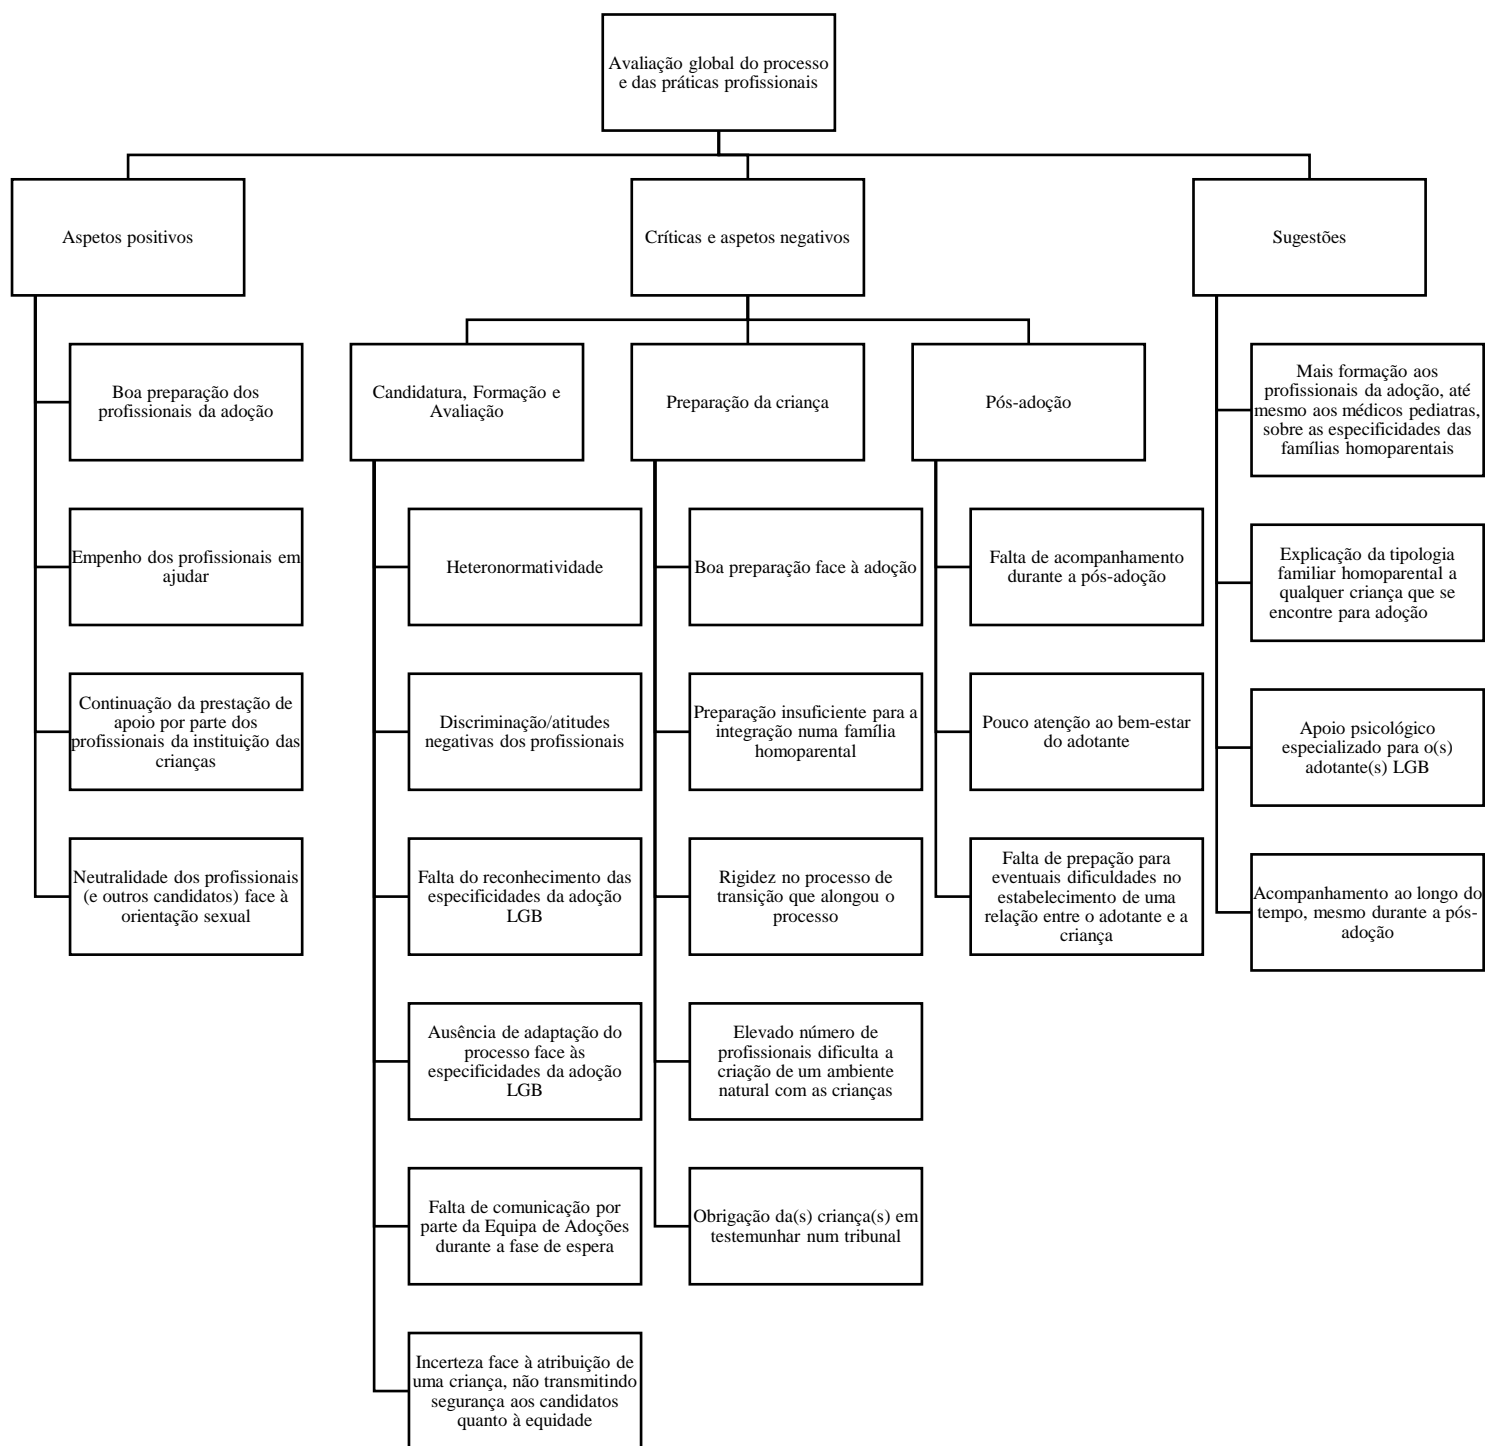 Avaliação global do processo
e das práticas profissionais
Aspetos positivos
Boa preparação dos
profissionais da adoção
Empenho dos profissionais em
ajudar
Continuação da prestação de
apoio por parte dos
profissionais da instituição das
crianças
Neutralidade dos profissionais
(e outros candidatos) face à
orientação sexual
Críticas e aspetos negativos
Candidatura, Formação e
Avaliação
Heteronormatividade
Discriminação/atitudes
negativas dos profissionais
Falta do reconhecimento das
especificidades da adoção
LGB
Ausência de adaptação do
processo face às
especificidades da adoção
LGB
Falta de comunicação por
parte da Equipa de Adoções
durante a fase de espera
Incerteza face à atribuição de
uma criança, não transmitindo
segurança aos candidatos
quanto à equidade
Preparação da criança
Boa preparação face à adoção
Preparação insuficiente para a
integração numa família
homoparental
Rigidez no processo de
transição que alongou o
processo
Elevado número de
profissionais dificulta a
criação de um ambiente
natural com as crianças
Obrigação da(s) criança(s) em
testemunhar num tribunal
Pós-adoção
Falta de acompanhamento
durante a pós-adoção
Pouco atenção ao bem-estar
do adotante
Falta de prepação para
eventuais dificuldades no
estabelecimento de uma
relação entre o adotante e a
criança
Sugestões
Mais formação aos
profissionais da adoção, até
mesmo aos médicos pediatras,
sobre as especificidades das
famílias homoparentais
Explicação da tipologia
familiar homoparental a
qualquer criança que se
encontre para adoção
Apoio psicológico
especializado para o(s)
adotante(s) LGB
Acompanhamento ao longo do
tempo, mesmo durante a pós-
adoção